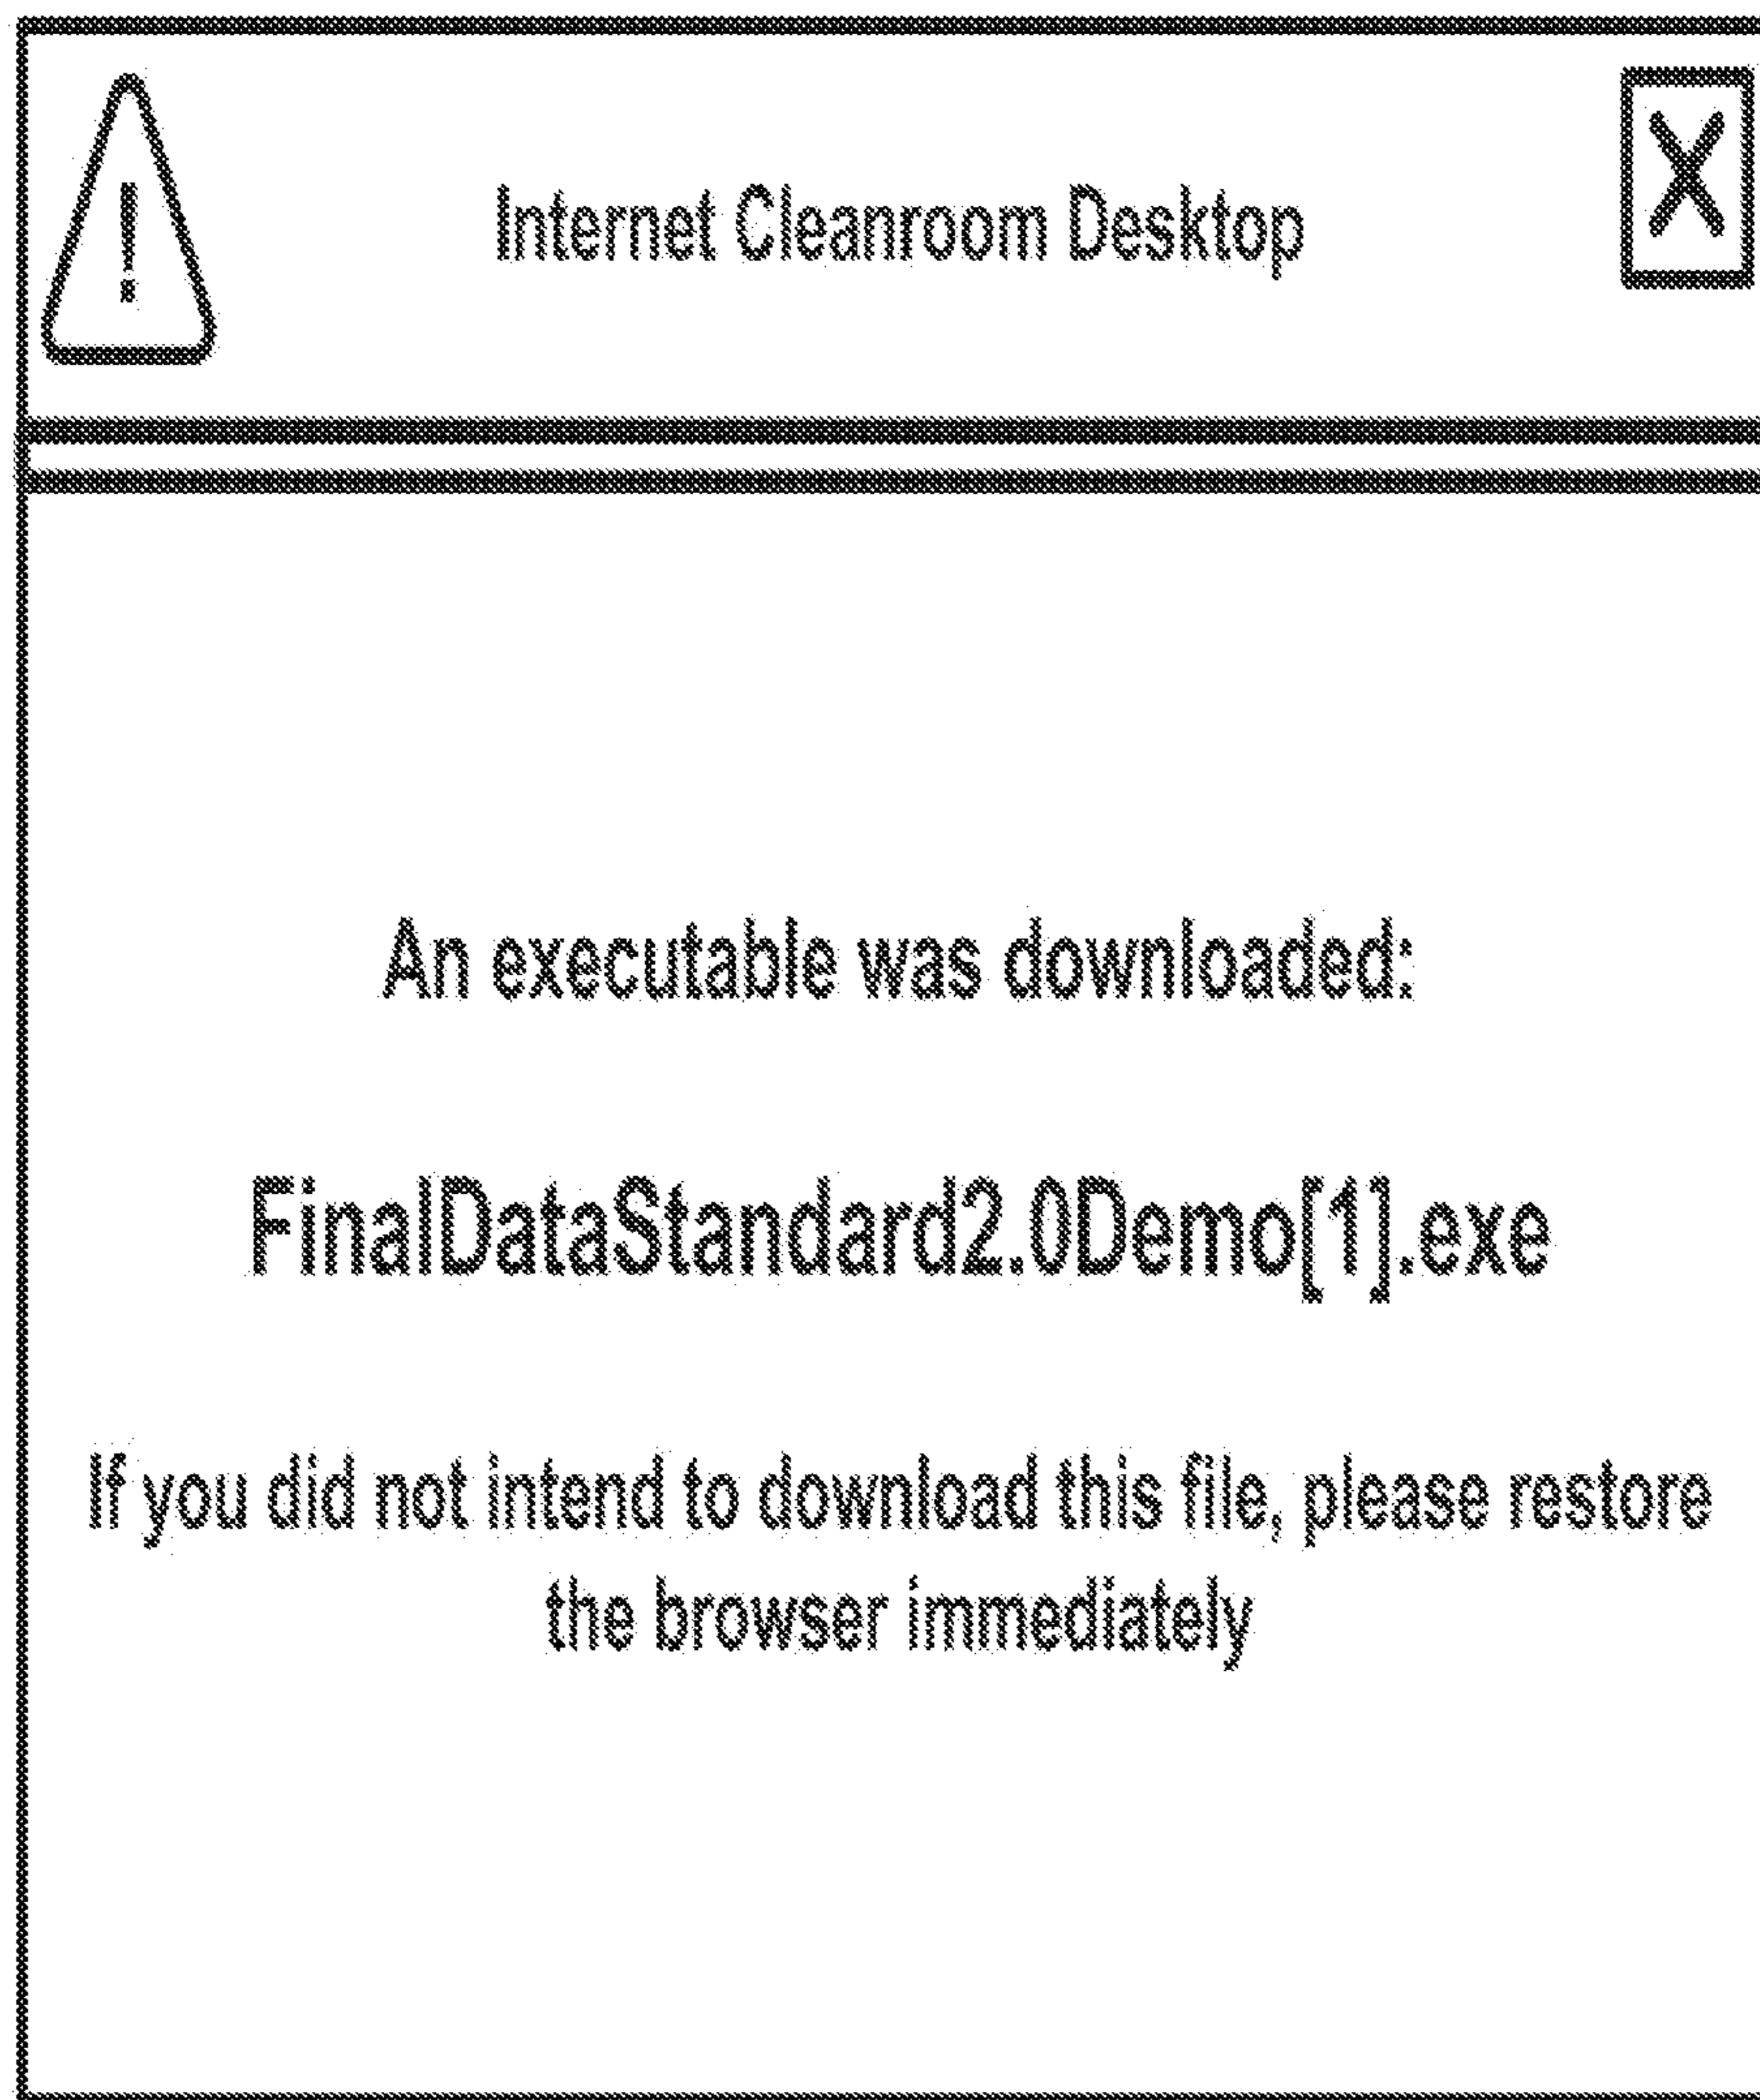 !
Internet Cleanroom Desktop
X
An executable was downloaded:
FinalDataStandard2.0Demo[1].exe
If you did not intend to download this file, please restore
the browser immediately